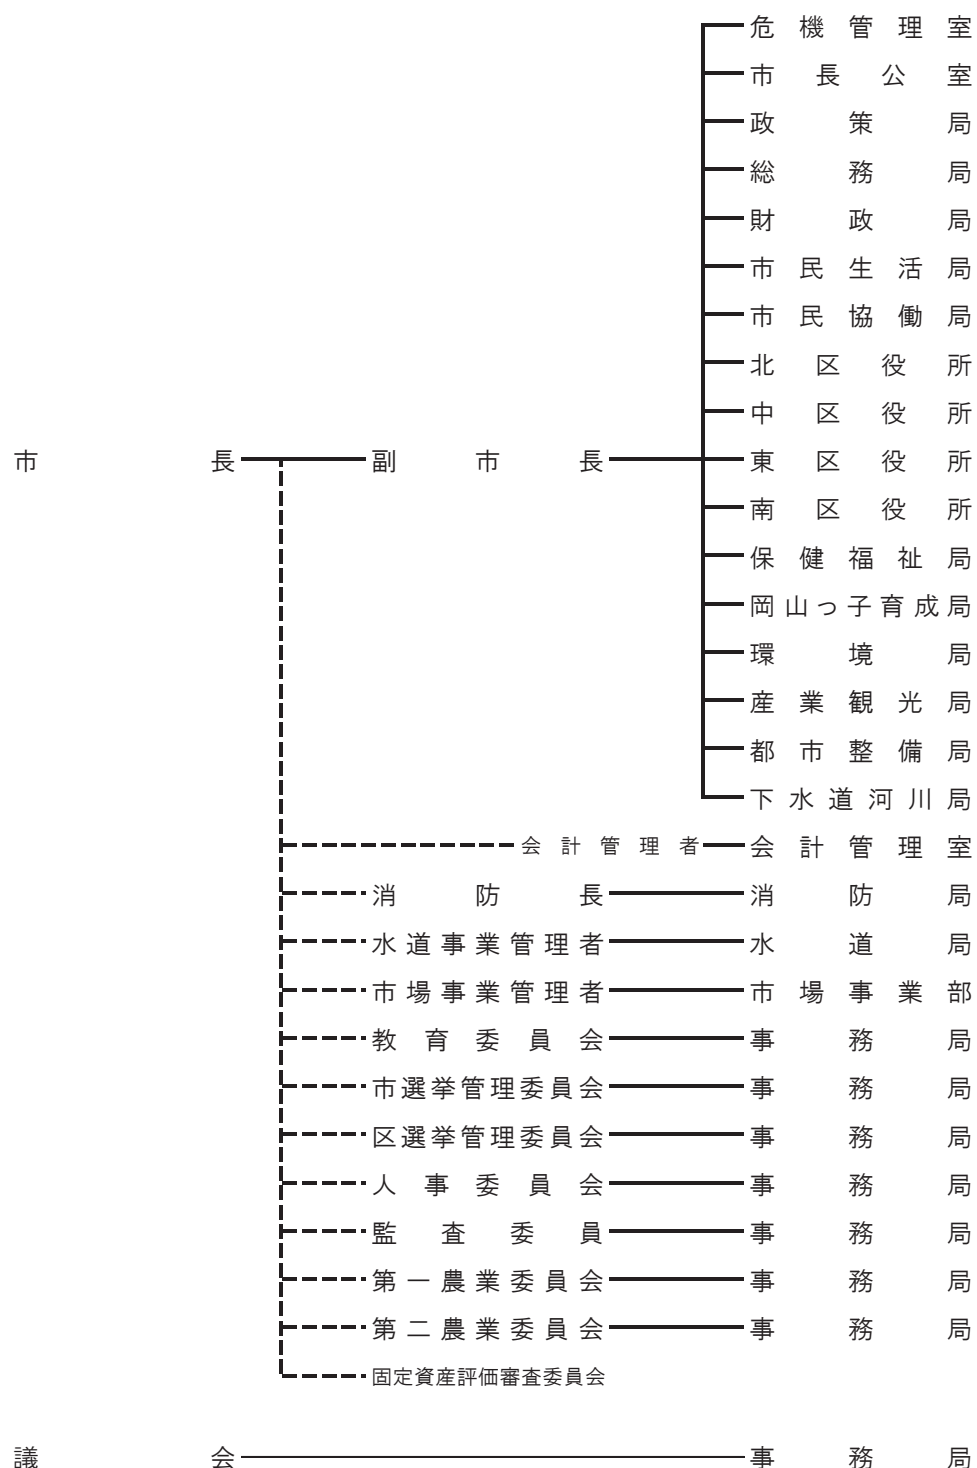 危機管理室
市長公室
政策局
総務局
財政局
市民生活局
市民協働局
北区役所
中区役所
市長 副市長 東区役所
南区役所
保健福祉局
岡山っ子育成局
環境局
産業観光局
都市整備局
下水道河川局
会計管理者 会計管理室
消防長 消防局
水道事業管理者 水道局
市場事業管理者 市場事業部
教育委員会 事務局
市選挙管理委員会 事務局
区選挙管理委員会 事務局
人事委員会 事務局
監査委員 事務局
第一農業委員会 事務局
第二農業委員会 事務局
固定資産評価審査委員会
議会 事務局